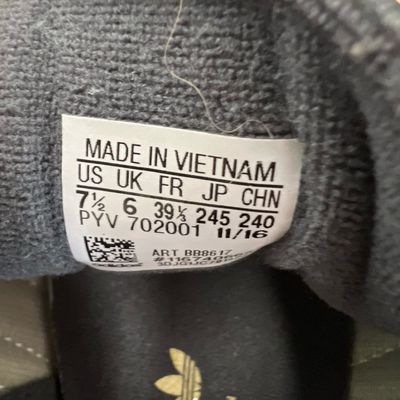 MADE IN VIETNAM
US UK FR JP CHN
7½ 6 39⅓ 245 240
PYV 702001 11/16
ART BB8617
adidas